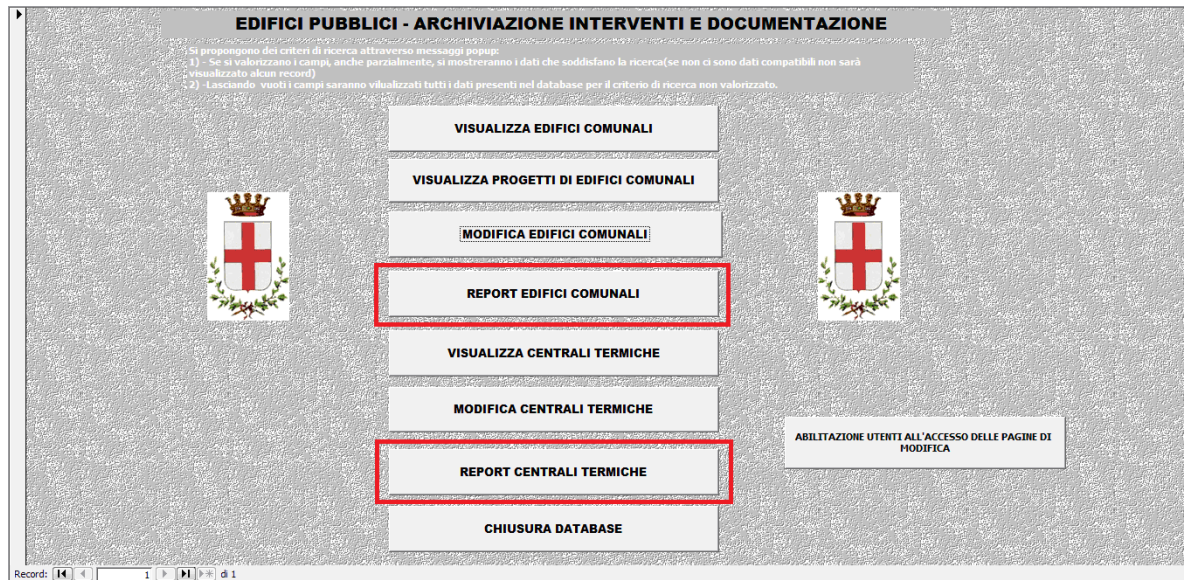 EDIFICI PUBBLICI - ARCHIVIAZIONE INTERVENTI E DOCUMENTAZIONE
Si propongono dei criteri di ricerca attraverso messaggi popup:
1) - Se si valorizzano i campi, anche parzialmente, si mostreranno i dati che soddisfano la ricerca(se non ci sono dati compatibili non sarà
visualizzato alcun record)
2) -Lasciando vuoti i campi saranno vilualizzati tutti i dati presenti nel database per il criterio di ricerca non valorizzato.
VISUALIZZA EDIFICI COMUNALI
VISUALIZZA PROGETTI DI EDIFICI COMUNALI
MODIFICA EDIFICI COMUNALI
REPORT EDIFICI COMUNALI
VISUALIZZA CENTRALI TERMICHE
MODIFICA CENTRALI TERMICHE
ABILITAZIONE UTENTI ALL'ACCESSO DELLE PAGINE DI
MODIFICA
REPORT CENTRALI TERMICHE
CHIUSURA DATABASE
Record: 1 di 1